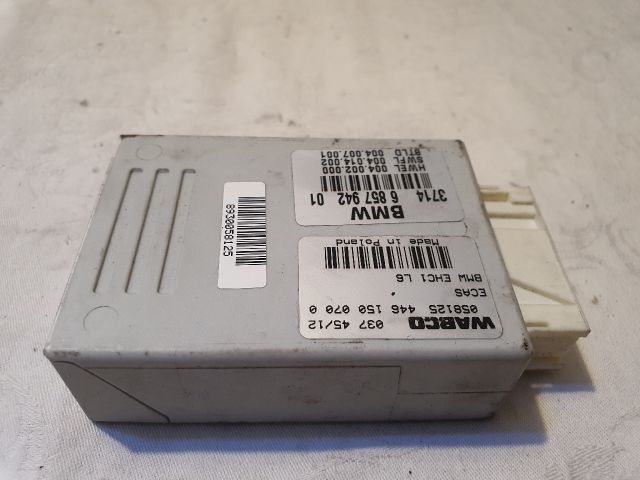 WABCO 037 45/12
058125 446 150 070 0
ECAS
BMW EHC1 L6
Made in Poland
BMW
3714 6 857 942 01
HWEL 004.002.000
SWFL 004.014.002
BTLD 004.007.001
8930058125